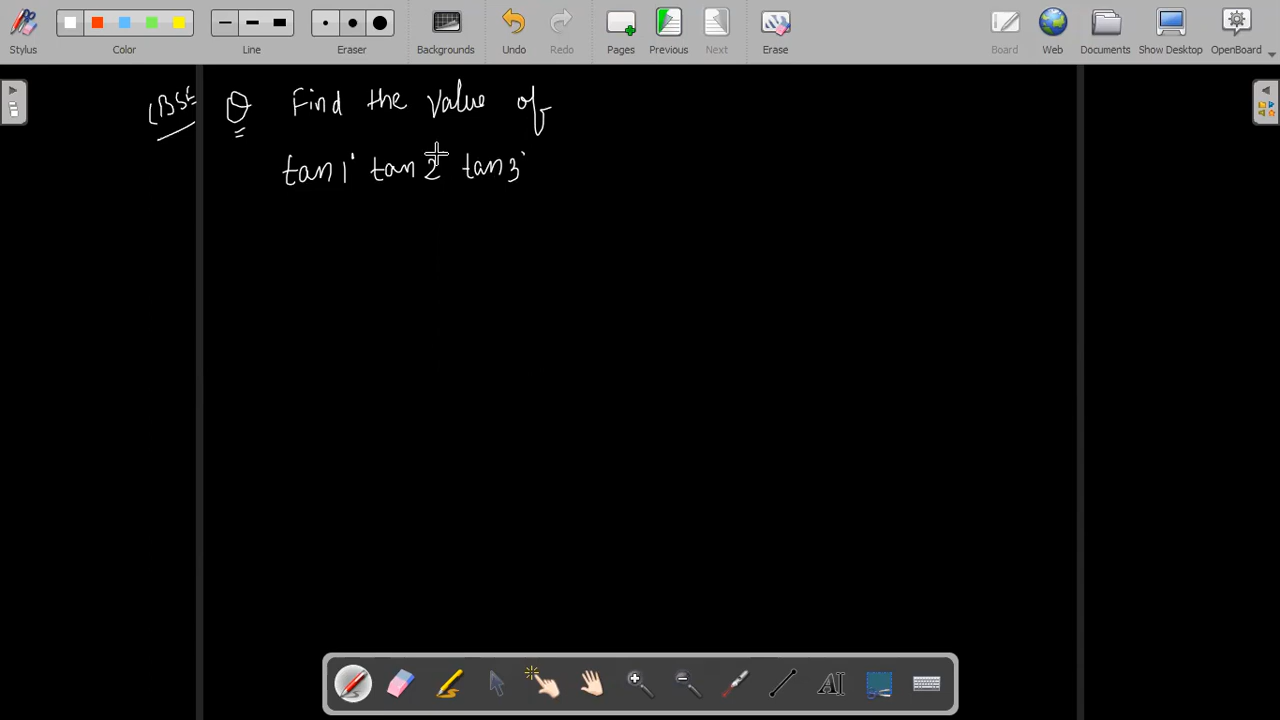 Stylus Color Line Eraser Backgrounds Undo Redo Pages Previous Next Erase Board Web Documents Show Desktop OpenBoard
CBSE Q Find the value of
tan 1° tan 2° tan 3°
AI